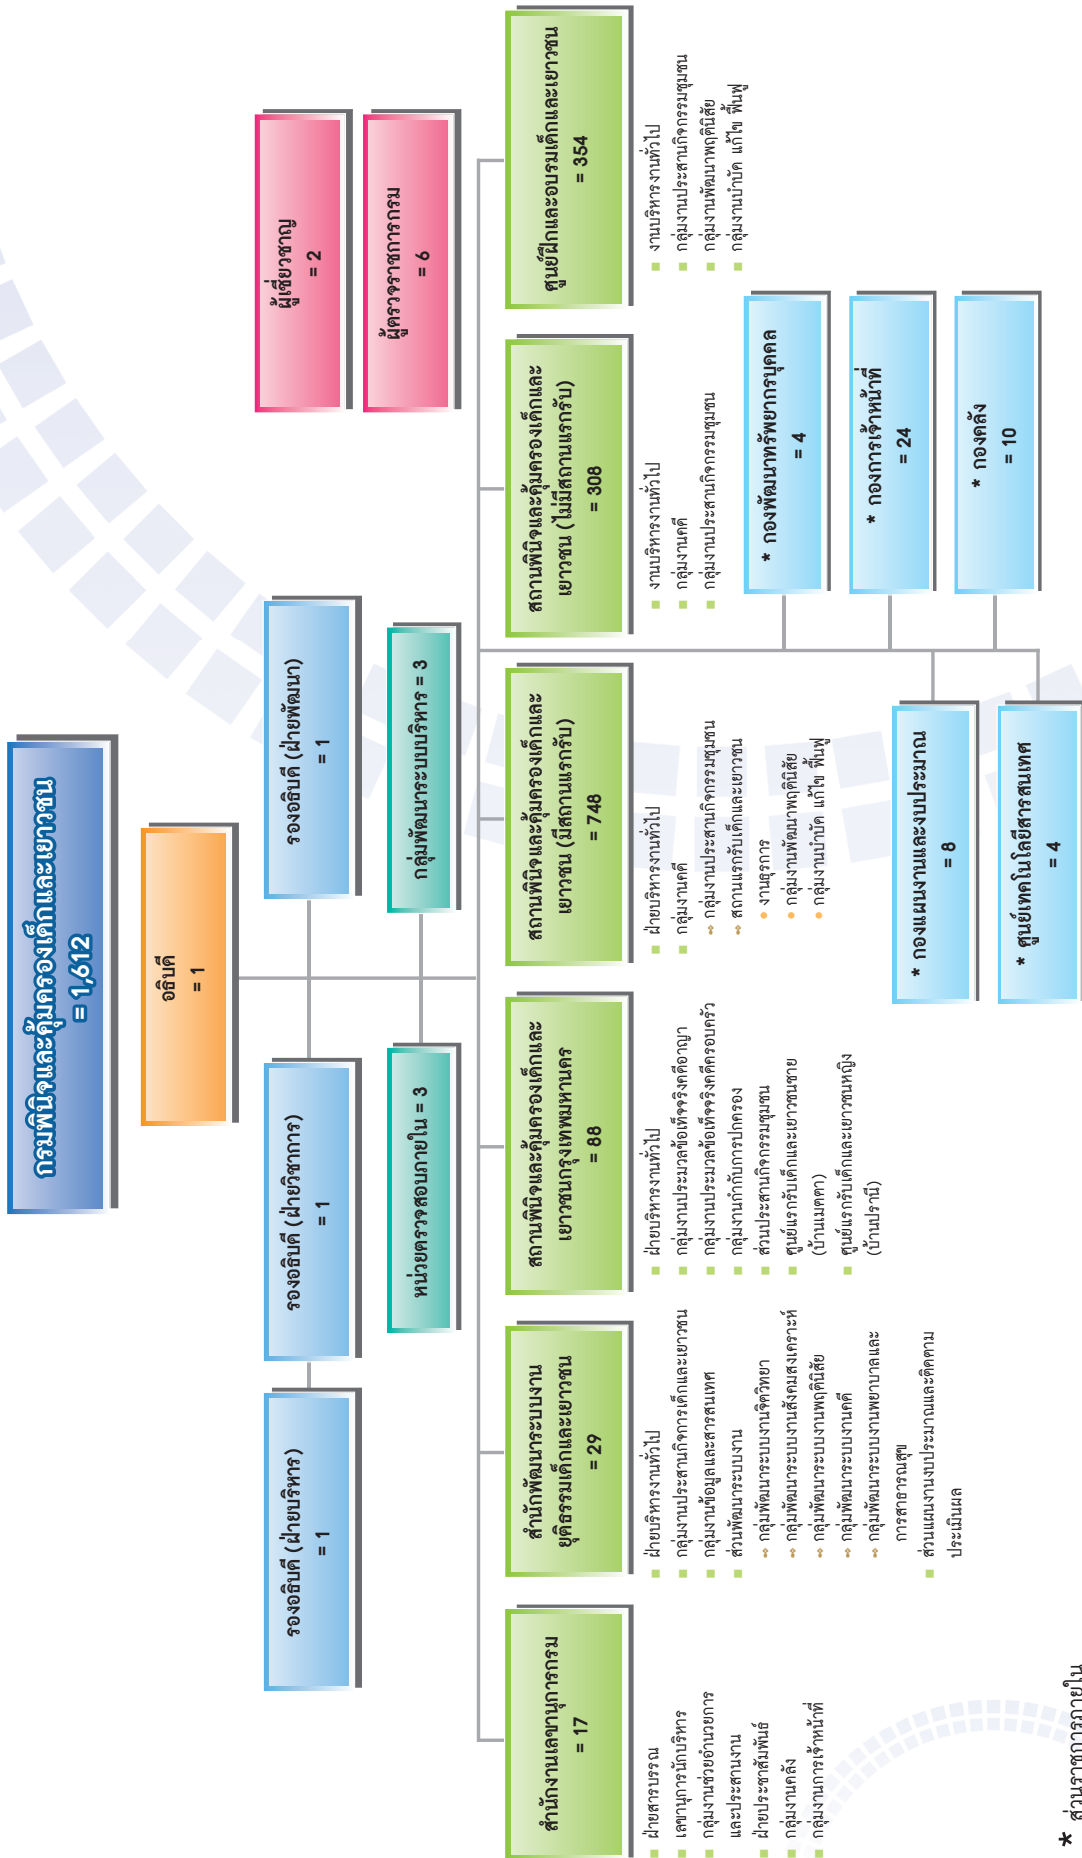 กรมพินิจและคุ้มครองเด็กและเยาวชน
= 1,612
อธิบดี
= 1
รองอธิบดี (ฝ่ายบริหาร)
= 1
รองอธิบดี (ฝ่ายวิชาการ)
= 1
รองอธิบดี (ฝ่ายพัฒนา)
= 1
ผู้เชี่ยวชาญ
= 2
ผู้ตรวจราชการกรม
= 6
หน่วยตรวจสอบภายใน = 3
กลุ่มพัฒนาระบบบริหาร = 3
สำนักงานเลขานุการกรม
= 17
ฝ่ายสารบรรณ
เลขานุการนักบริหาร
กลุ่มงานช่วยอำนวยการ
และประสานงาน
ฝ่ายประชาสัมพันธ์
กลุ่มงานคลัง
กลุ่มงานการเจ้าหน้าที่
สำนักพัฒนาระบบงาน
ยุติธรรมเด็กและเยาวชน
= 29
ฝ่ายบริหารงานทั่วไป
กลุ่มงานประสานกิจการเด็กและเยาวชน
กลุ่มงานข้อมูลและสารสนเทศ
ส่วนพัฒนาระบบงาน
กลุ่มพัฒนาระบบงานจิตวิทยา
กลุ่มพัฒนาระบบงานสังคมสงเคราะห์
กลุ่มพัฒนาระบบงานพฤตินิสัย
กลุ่มพัฒนาระบบงานคดี
กลุ่มพัฒนาระบบงานพยาบาลและ
การสาธารณสุข
ส่วนแผนงานงบประมาณและติดตาม
ประเมินผล
สถานพินิจและคุ้มครองเด็กและ
เยาวชนกรุงเทพมหานคร
= 88
ฝ่ายบริหารงานทั่วไป
กลุ่มงานประมวลข้อเท็จจริงคดีอาญา
กลุ่มงานประมวลข้อเท็จจริงคดีครอบครัว
กลุ่มงานกำกับการปกครอง
ส่วนประสานกิจกรรมชุมชน
ศูนย์แรกรับเด็กและเยาวชนชาย
(บ้านเมตตา)
ศูนย์แรกรับเด็กและเยาวชนหญิง
(บ้านปรานี)
สถานพินิจและคุ้มครองเด็กและ
เยาวชน (มีสถานแรกรับ)
= 748
ฝ่ายบริหารงานทั่วไป
กลุ่มงานคดี
กลุ่มงานประสานกิจกรรมชุมชน
สถานแรกรับเด็กและเยาวชน
งานธุรการ
กลุ่มงานพัฒนาพฤตินิสัย
กลุ่มงานบำบัด แก้ไข ฟื้นฟู
สถานพินิจและคุ้มครองเด็กและ
เยาวชน (ไม่มีสถานแรกรับ)
= 308
งานบริหารงานทั่วไป
กลุ่มงานคดี
กลุ่มงานประสานกิจกรรมชุมชน
ศูนย์ฝึกและอบรมเด็กและเยาวชน
= 354
งานบริหารงานทั่วไป
กลุ่มงานประสานกิจกรรมชุมชน
กลุ่มงานพัฒนาพฤตินิสัย
กลุ่มงานบำบัด แก้ไข ฟื้นฟู
* กองพัฒนาทรัพยากรบุคคล
= 4
* กองการเจ้าหน้าที่
= 24
* กองคลัง
= 10
* กองแผนงานและงบประมาณ
= 8
* ศูนย์เทคโนโลยีสารสนเทศ
= 4
* ส่วนราชการภายใน